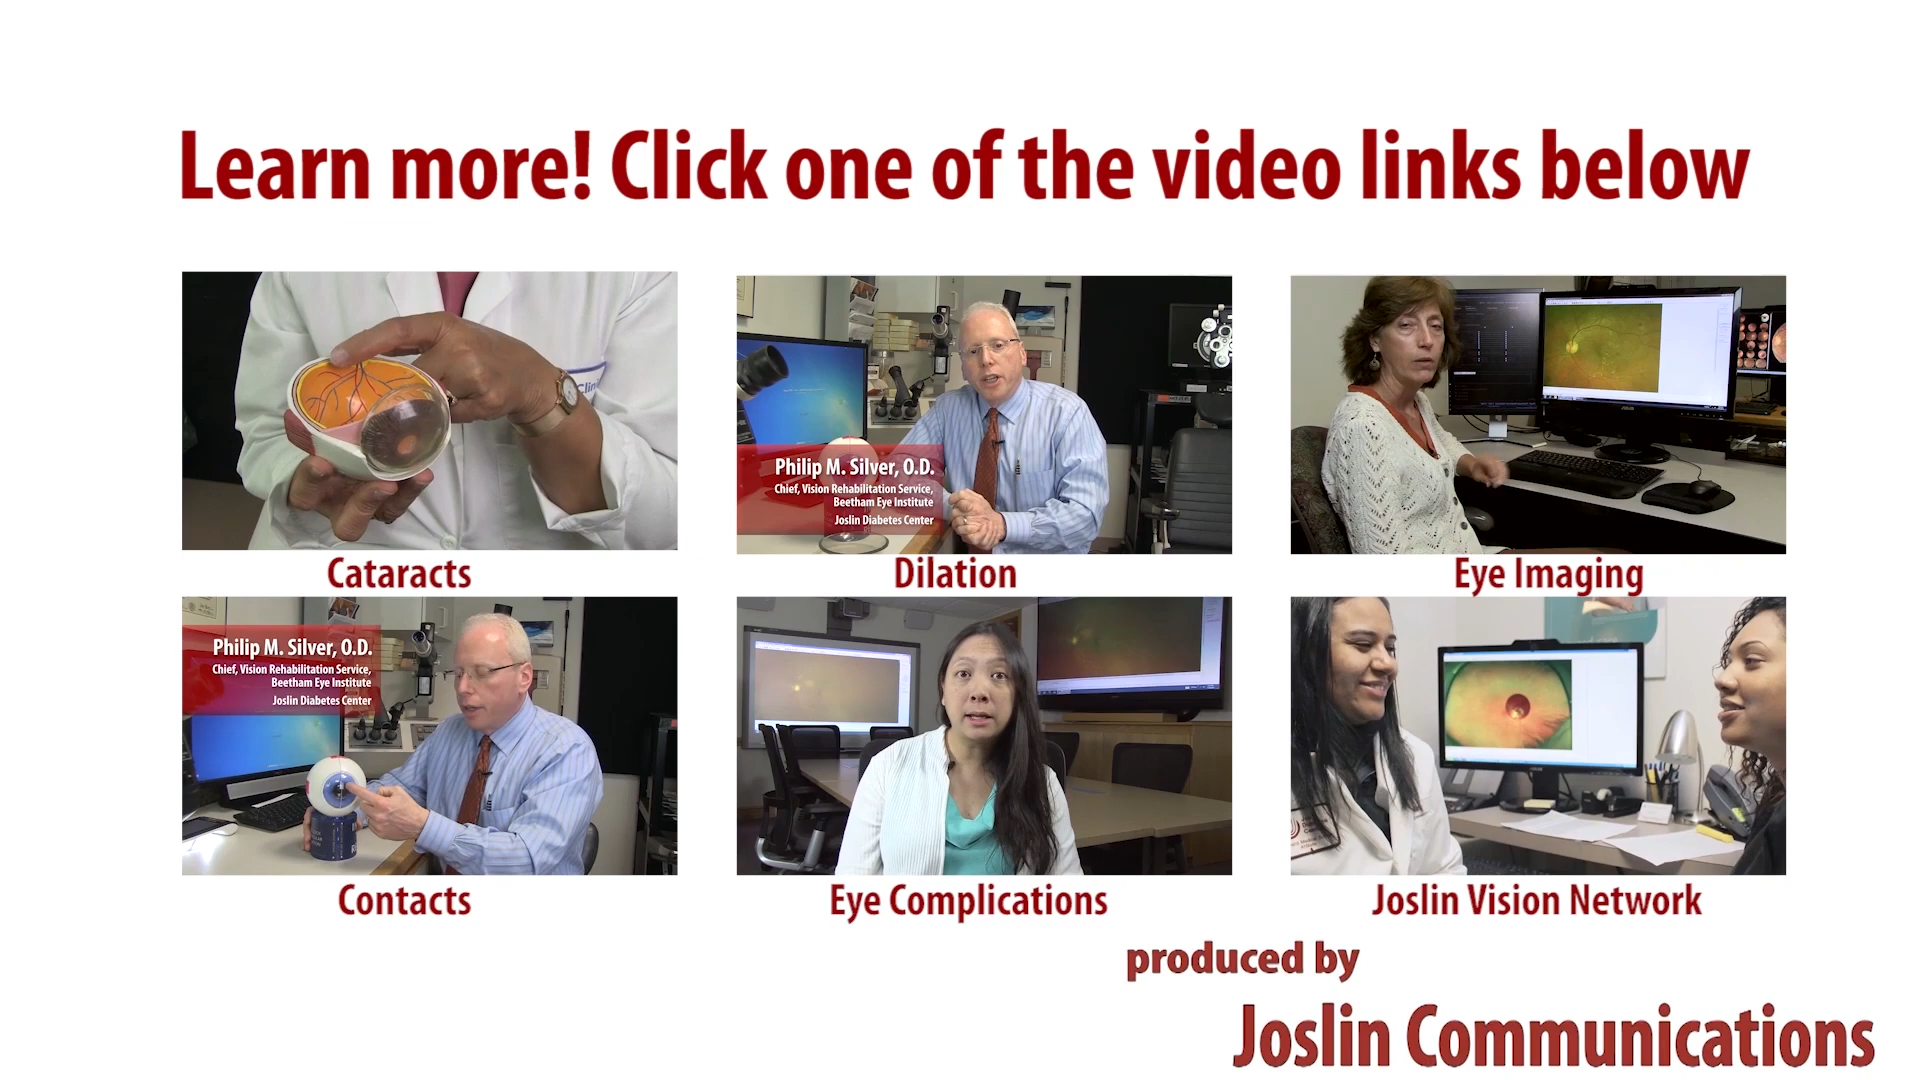 Learn more! Click one of the video links below
Philip M. Silver, O.D.
Chief, Vision Rehabilitation Service,
Beetham Eye Institute
Joslin Diabetes Center
Cataracts
Dilation
Eye Imaging
Philip M. Silver, O.D.
Chief, Vision Rehabilitation Service,
Beetham Eye Institute
Joslin Diabetes Center
Contacts
Eye Complications
Joslin Vision Network
produced by
Joslin Communications